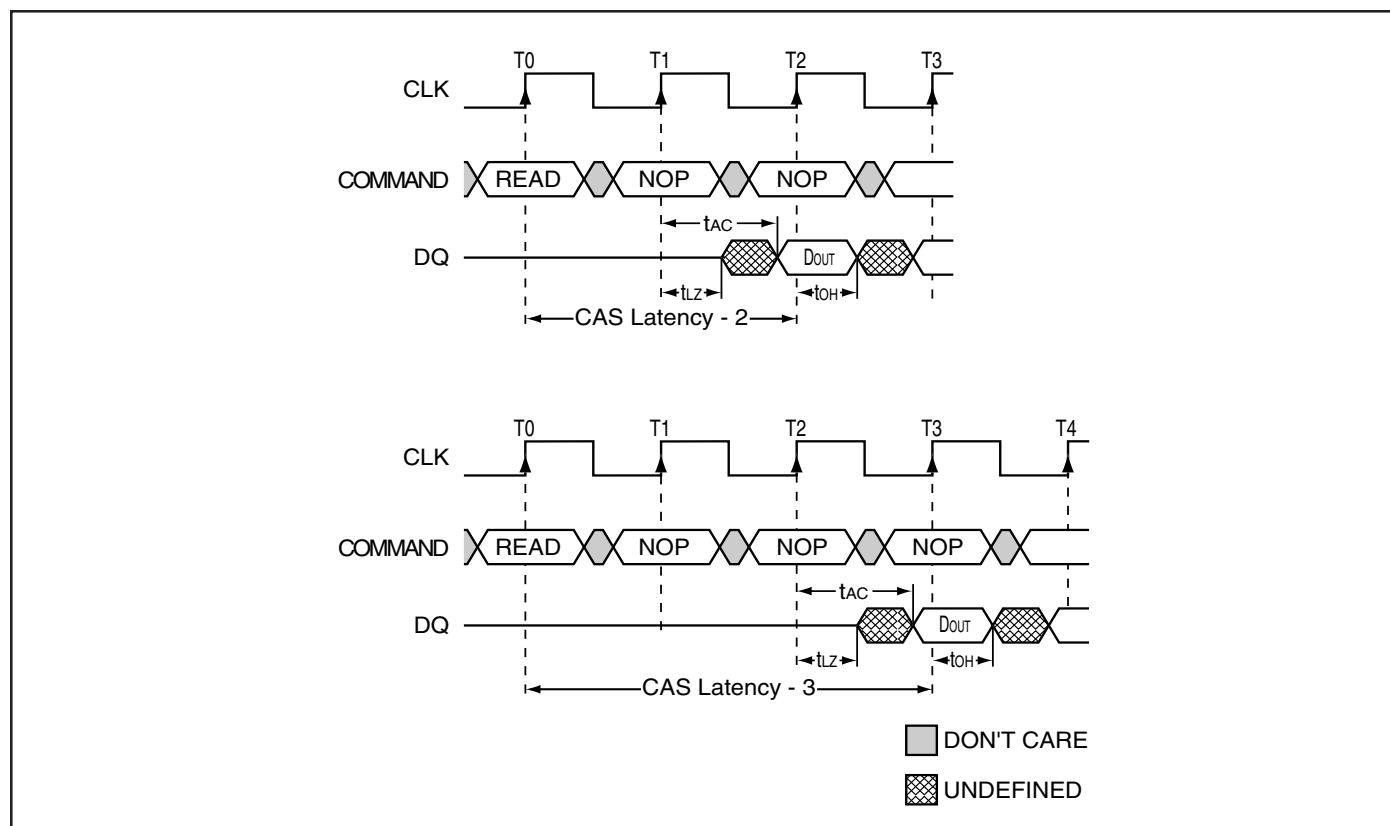 T0 T1 T2 T3
CLK
COMMAND READ NOP NOP
tAC
DQ DOUT
tLZ tOH
CAS Latency - 2
T0 T1 T2 T3 T4
CLK
COMMAND READ NOP NOP NOP
tAC
DQ DOUT
tLZ tOH
CAS Latency - 3
DON'T CARE
UNDEFINED